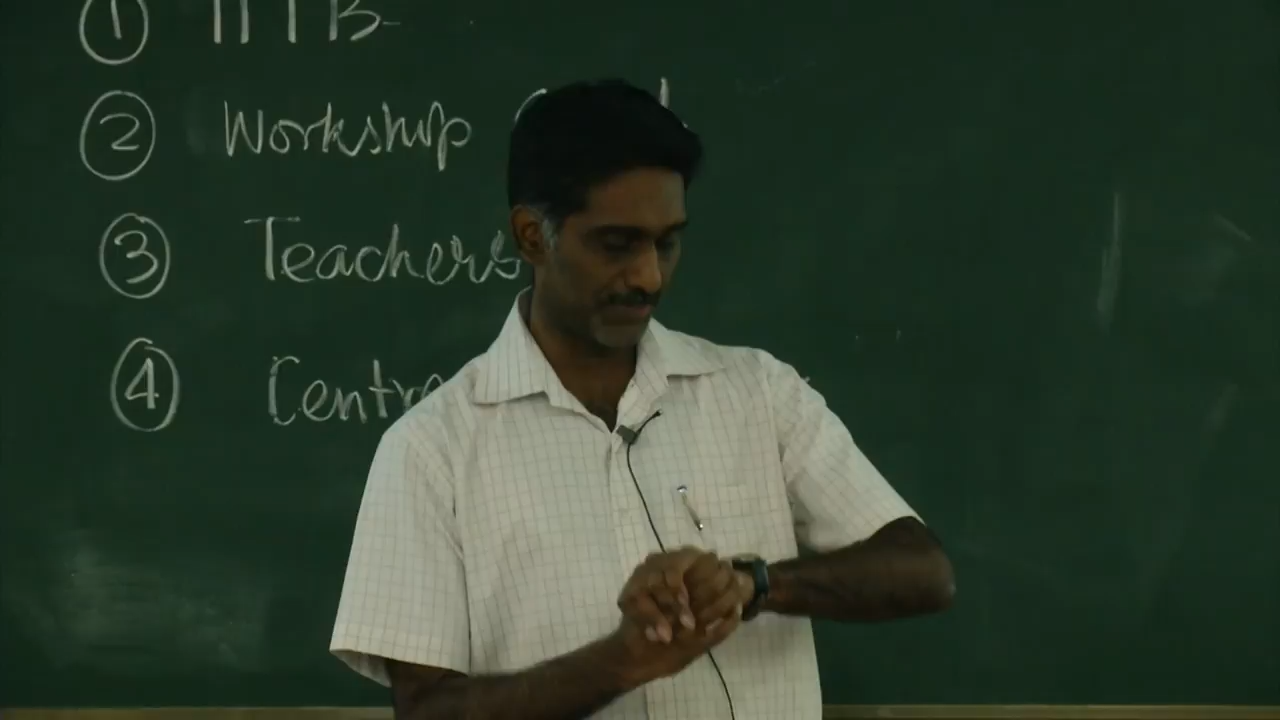 ① IITB
② Workshop
③ Teachers
④